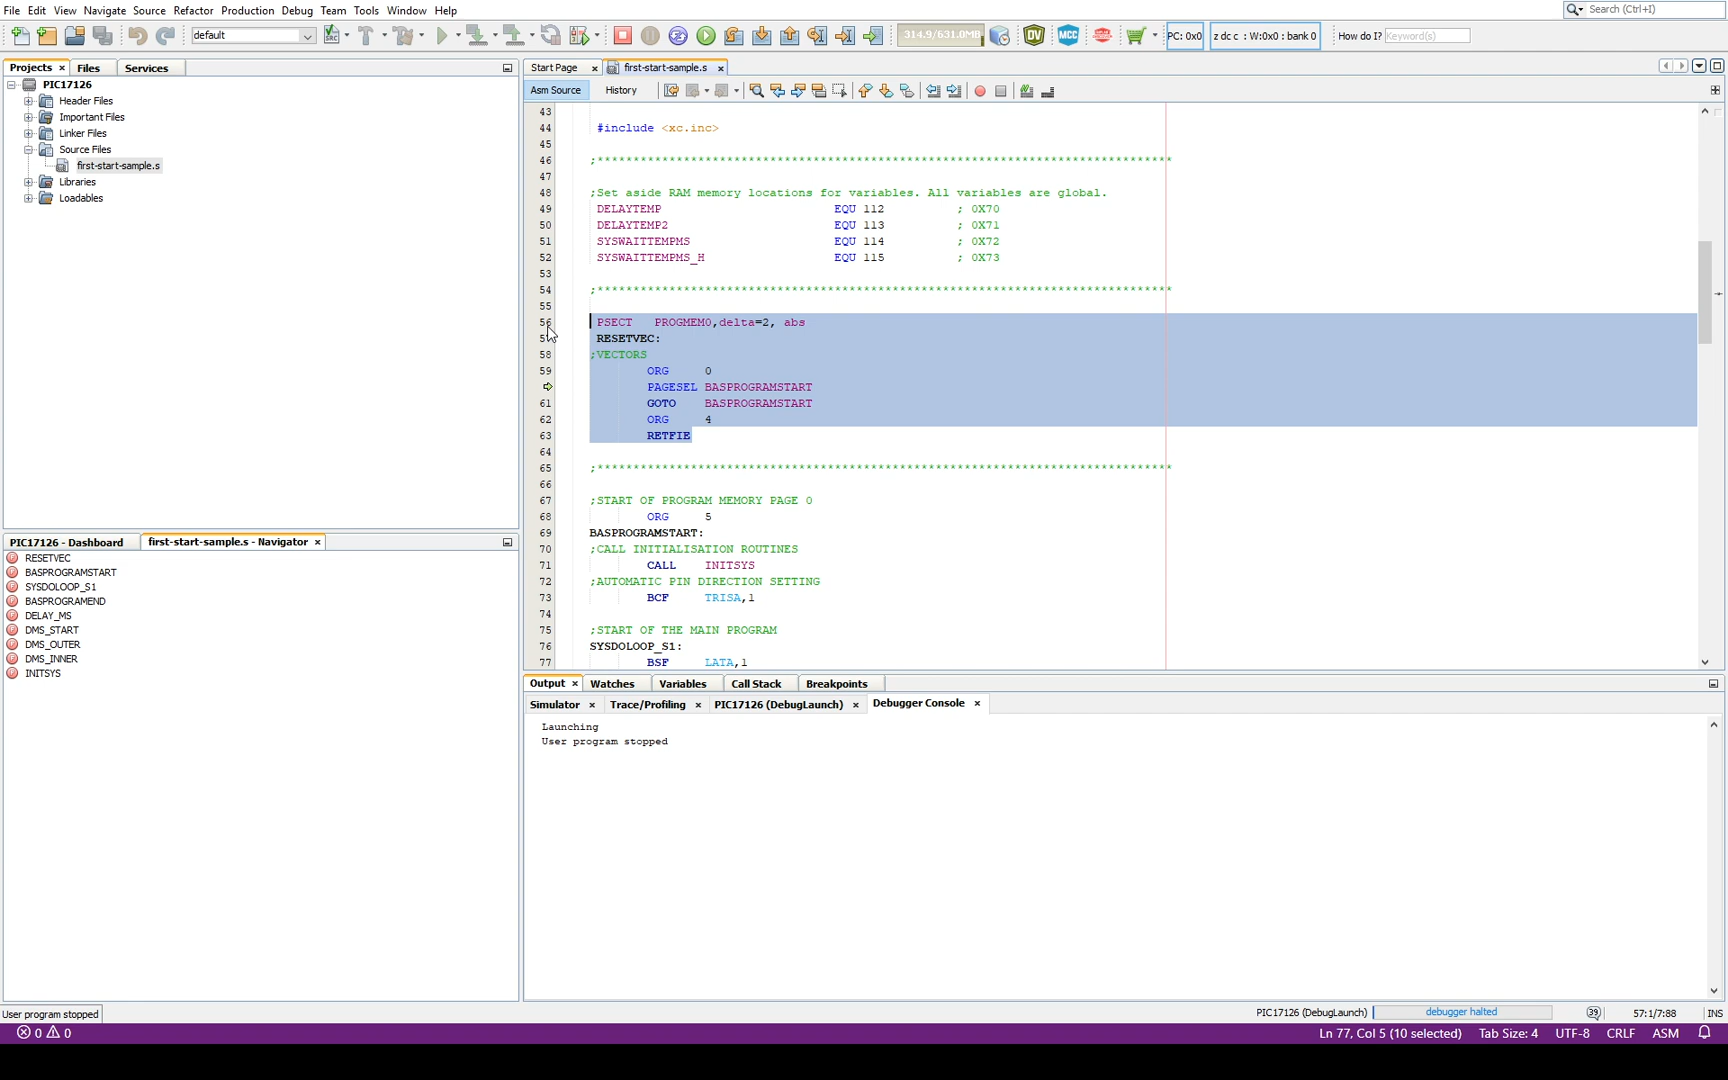 File Edit View Navigate Source Refactor Production Debug Team Tools Window Help
Search (Ctrl+I)
default
314.9/631.0MB
PC: 0x0
z dc c : W:0x0 : bank 0
How do I? Keyword(s)
Projects Files Services
PIC17126
Header Files
Important Files
Linker Files
Source Files
first-start-sample.s
Libraries
Loadables
PIC17126 - Dashboard first-start-sample.s - Navigator
RESETVEC
BASPROGRAMSTART
SYSDOLOOP_S1
BASPROGRAMEND
DELAY_MS
DMS_START
DMS_OUTER
DMS_INNER
INITSYS
Start Page first-start-sample.s
Asm Source History
43
44 #include <xc.inc>
45
46 ;********************************************************************************
47
48 ;Set aside RAM memory locations for variables. All variables are global.
49 DELAYTEMP EQU 112 ; 0X70
50 DELAYTEMP2 EQU 113 ; 0X71
51 SYSWAITTEMPMS EQU 114 ; 0X72
52 SYSWAITTEMPMS_H EQU 115 ; 0X73
53
54 ;********************************************************************************
55
56 PSECT PROGMEM0,delta=2, abs
RESETVEC:
58 ;VECTORS
59 ORG 0
PAGESEL BASPROGRAMSTART
61 GOTO BASPROGRAMSTART
62 ORG 4
63 RETFIE
64
65 ;********************************************************************************
66
67 ;START OF PROGRAM MEMORY PAGE 0
68 ORG 5
69 BASPROGRAMSTART:
70 ;CALL INITIALISATION ROUTINES
71 CALL INITSYS
72 ;AUTOMATIC PIN DIRECTION SETTING
73 BCF TRISA,1
74
75 ;START OF THE MAIN PROGRAM
76 SYSDOLOOP_S1:
77 BSF LATA,1
Output Watches Variables Call Stack Breakpoints
Simulator Trace/Profiling PIC17126 (DebugLaunch) Debugger Console
Launching
User program stopped
User program stopped
PIC17126 (DebugLaunch) debugger halted 39 57:1/7:88 INS
0 0
Ln 77, Col 5 (10 selected) Tab Size: 4 UTF-8 CRLF ASM